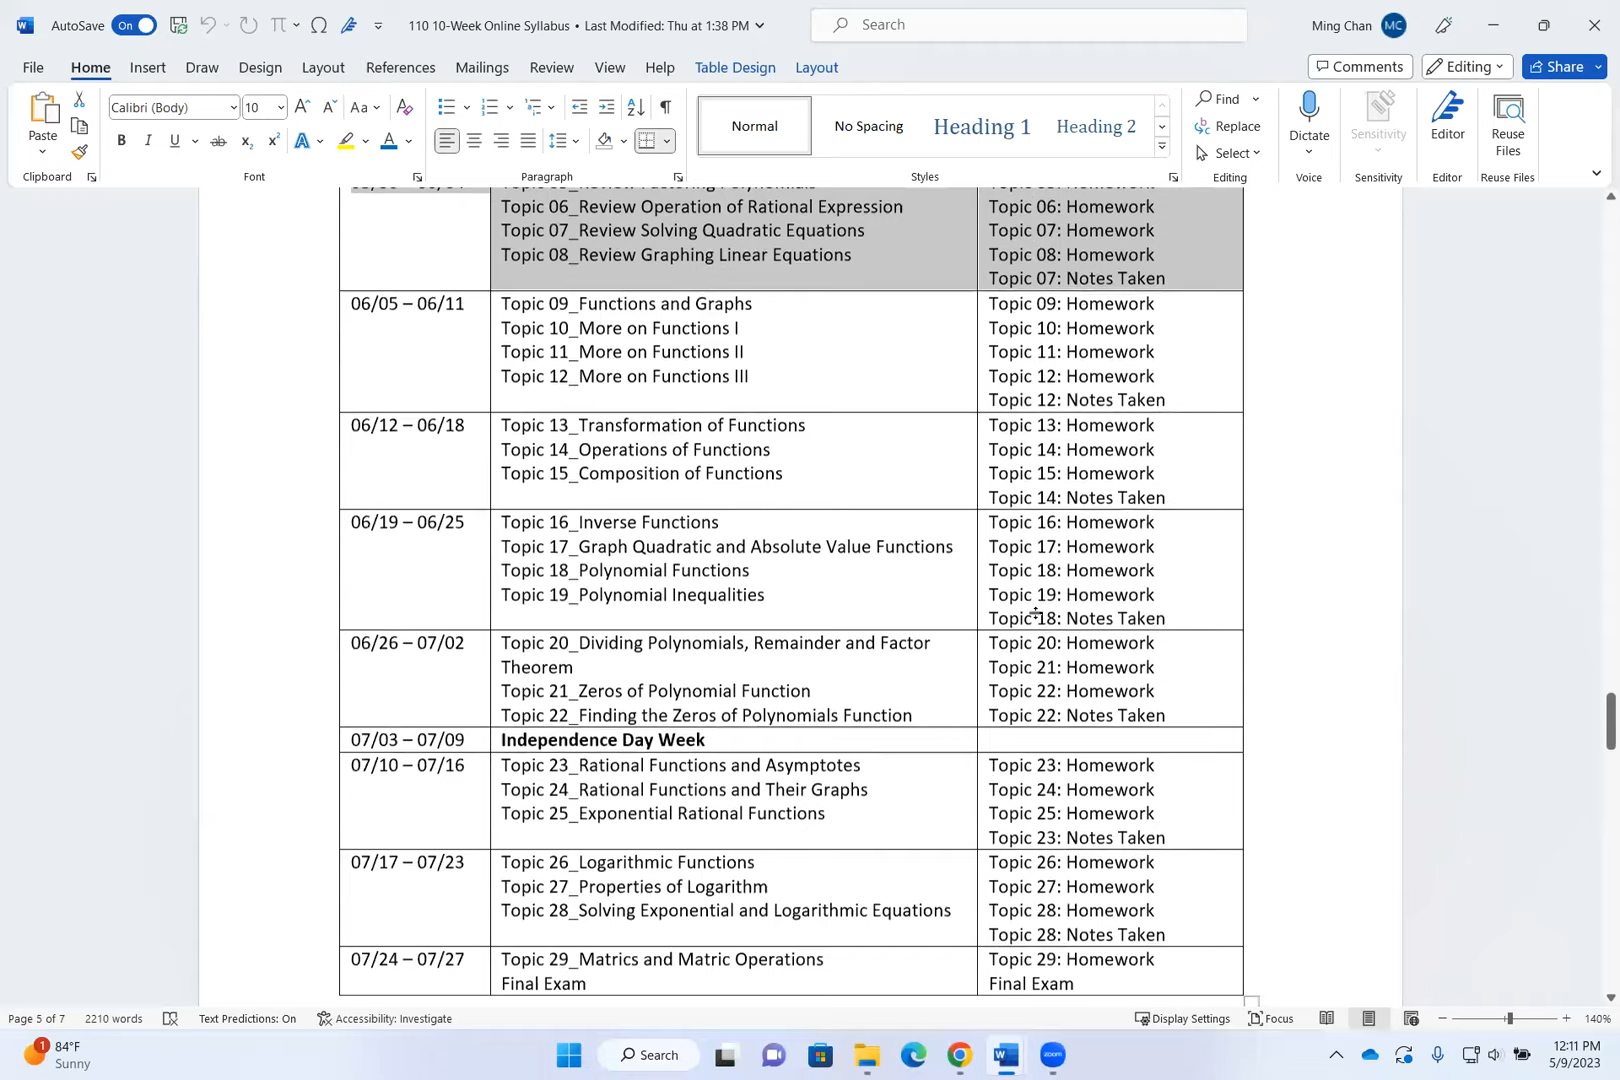 AutoSave On 110 10-Week Online Syllabus • Last Modified: Thu at 1:38 PM Search Ming Chan MC
File Home Insert Draw Design Layout References Mailings Review View Help Table Design Layout Comments Editing Share
Paste Calibri (Body) 10 Normal No Spacing Heading 1 Heading 2 Find Replace Select Dictate Sensitivity Editor Reuse Files
Clipboard Font Paragraph Styles Editing Voice Sensitivity Editor Reuse Files
Topic 06_Review Operation of Rational Expression Topic 06: Homework
Topic 07_Review Solving Quadratic Equations Topic 07: Homework
Topic 08_Review Graphing Linear Equations Topic 08: Homework
Topic 07: Notes Taken
06/05 – 06/11 Topic 09_Functions and Graphs Topic 09: Homework
Topic 10_More on Functions I Topic 10: Homework
Topic 11_More on Functions II Topic 11: Homework
Topic 12_More on Functions III Topic 12: Homework
Topic 12: Notes Taken
06/12 – 06/18 Topic 13_Transformation of Functions Topic 13: Homework
Topic 14_Operations of Functions Topic 14: Homework
Topic 15_Composition of Functions Topic 15: Homework
Topic 14: Notes Taken
06/19 – 06/25 Topic 16_Inverse Functions Topic 16: Homework
Topic 17_Graph Quadratic and Absolute Value Functions Topic 17: Homework
Topic 18_Polynomial Functions Topic 18: Homework
Topic 19_Polynomial Inequalities Topic 19: Homework
Topic 18: Notes Taken
06/26 – 07/02 Topic 20_Dividing Polynomials, Remainder and Factor Topic 20: Homework
Theorem Topic 21: Homework
Topic 21_Zeros of Polynomial Function Topic 22: Homework
Topic 22_Finding the Zeros of Polynomials Function Topic 22: Notes Taken
07/03 – 07/09 Independence Day Week
07/10 – 07/16 Topic 23_Rational Functions and Asymptotes Topic 23: Homework
Topic 24_Rational Functions and Their Graphs Topic 24: Homework
Topic 25_Exponential Rational Functions Topic 25: Homework
Topic 23: Notes Taken
07/17 – 07/23 Topic 26_Logarithmic Functions Topic 26: Homework
Topic 27_Properties of Logarithm Topic 27: Homework
Topic 28_Solving Exponential and Logarithmic Equations Topic 28: Homework
Topic 28: Notes Taken
07/24 – 07/27 Topic 29_Matrics and Matric Operations Topic 29: Homework
Final Exam Final Exam
Page 5 of 7 2210 words Text Predictions: On Accessibility: Investigate Display Settings Focus 140%
84°F Sunny Search zoom 12:11 PM
5/9/2023